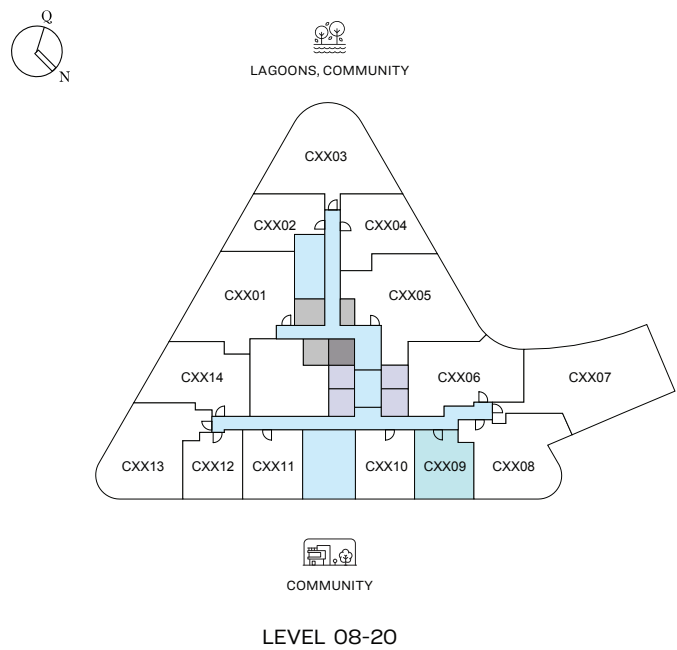 Q
N
LAGOONS, COMMUNITY
CXX03
CXX02
CXX04
CXX01
CXX05
CXX14
CXX06
CXX07
CXX13
CXX12
CXX11
CXX10
CXX09
CXX08
COMMUNITY
LEVEL 08-20